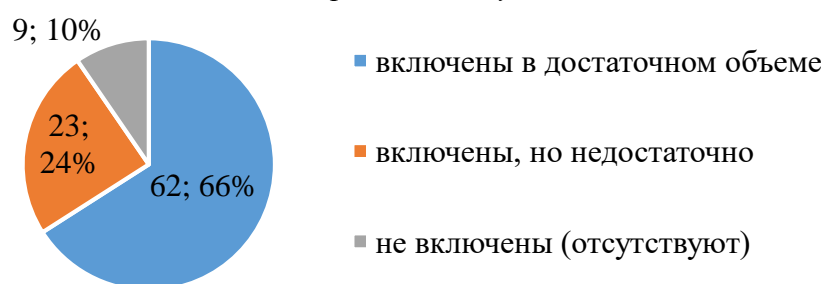 9; 10%
включены в достаточном объеме
23;
24%
включены, но недостаточно
62; 66%
не включены (отсутствуют)